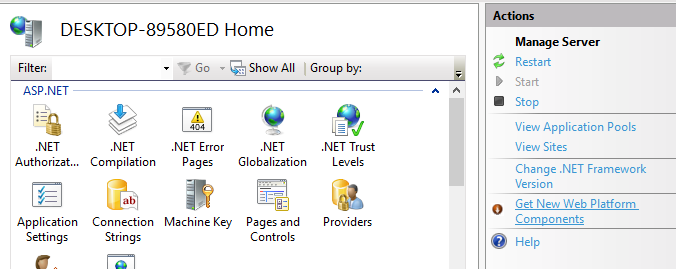 DESKTOP-89580ED Home
Filter:
Go
Show All
Group by:
ASP.NET
.NET
Authorizat...
.NET
Compilation
404
.NET Error
Pages
.NET
Globalization
.NET Trust
Levels
Application
Settings
ab
Connection
Strings
Machine Key
Pages and
Controls
Providers
Actions
Manage Server
Restart
Start
Stop
View Application Pools
View Sites
Change .NET Framework
Version
Get New Web Platform
Components
Help